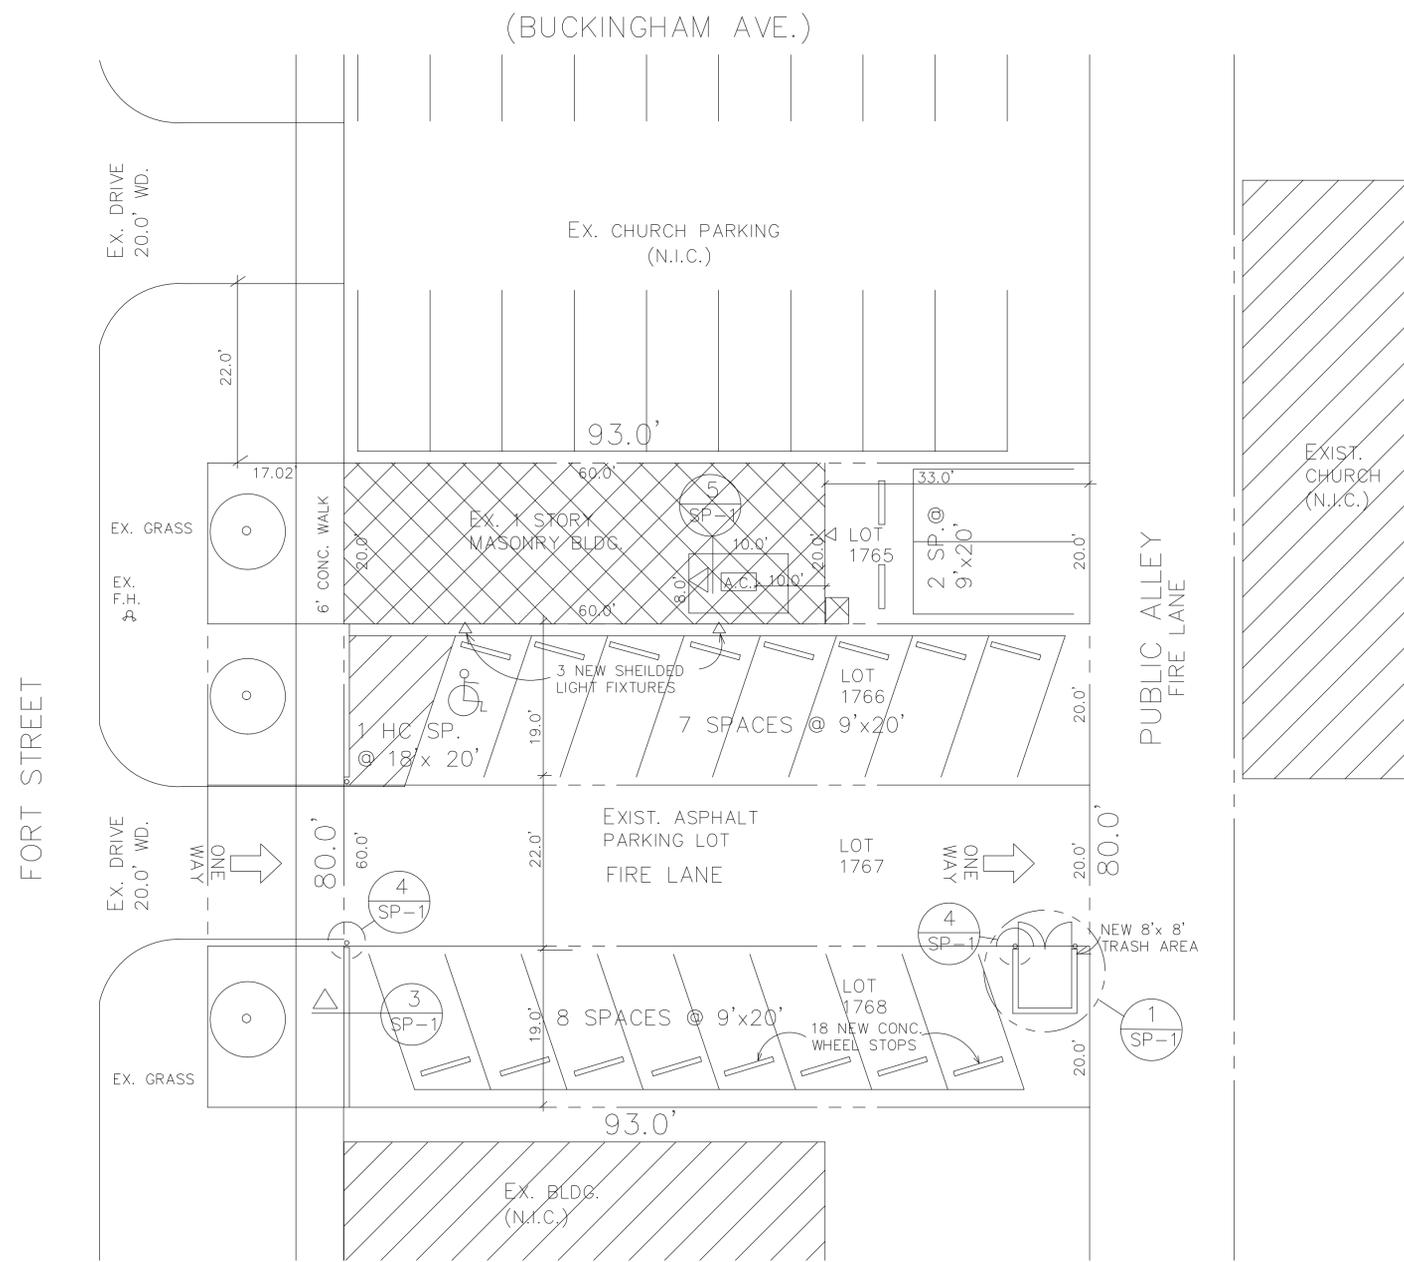 (BUCKINGHAM AVE.)
EX. DRIVE
20.0' WD.
EX. CHURCH PARKING
(N.I.C.)
22.0'
93.0'
17.02'
60.0'
33.0'
EXIST.
CHURCH
(N.I.C.)
EX. GRASS
6' CONC. WALK
20.0'
EX. 1 STORY
MASONRY BLDG.
5
SP-1
10.0'
8.0'
A.C.
10.0'
20.0'
LOT
1765
2 SP. @
9'x20'
20.0'
EX.
F.H.
60.0'
PUBLIC ALLEY
FIRE LANE
3 NEW SHEILDED
LIGHT FIXTURES
LOT
1766
1 HC SP.
@ 18'x 20'
19.0'
7 SPACES @ 9'x20'
20.0'
FORT STREET
EX. DRIVE
20.0' WD.
ONE
WAY
80.0'
60.0'
22.0'
EXIST. ASPHALT
PARKING LOT
FIRE LANE
LOT
1767
ONE
WAY
20.0'
80.0'
4
SP-1
4
SP-1
NEW 8'x 8'
TRASH AREA
3
SP-1
19.0'
8 SPACES @ 9'x20'
LOT
1768
18 NEW CONC.
WHEEL STOPS
1
SP-1
20.0'
EX. GRASS
93.0'
EX. BLDG.
(N.I.C.)